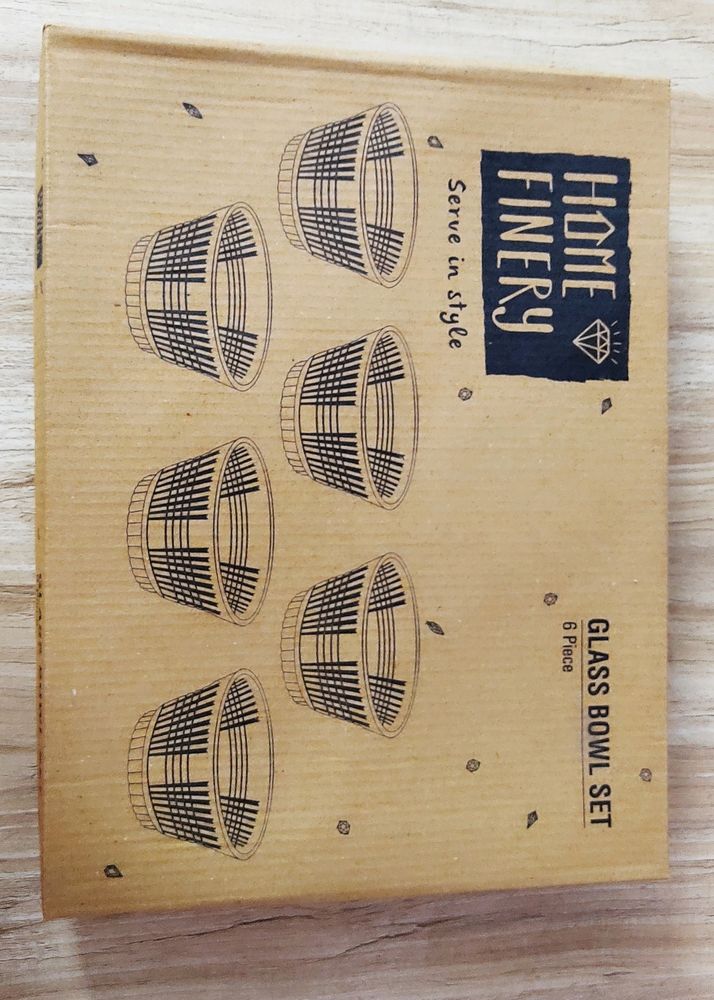 HOME
FINERY
Serve in style
GLASS BOWL SET
6 Piece